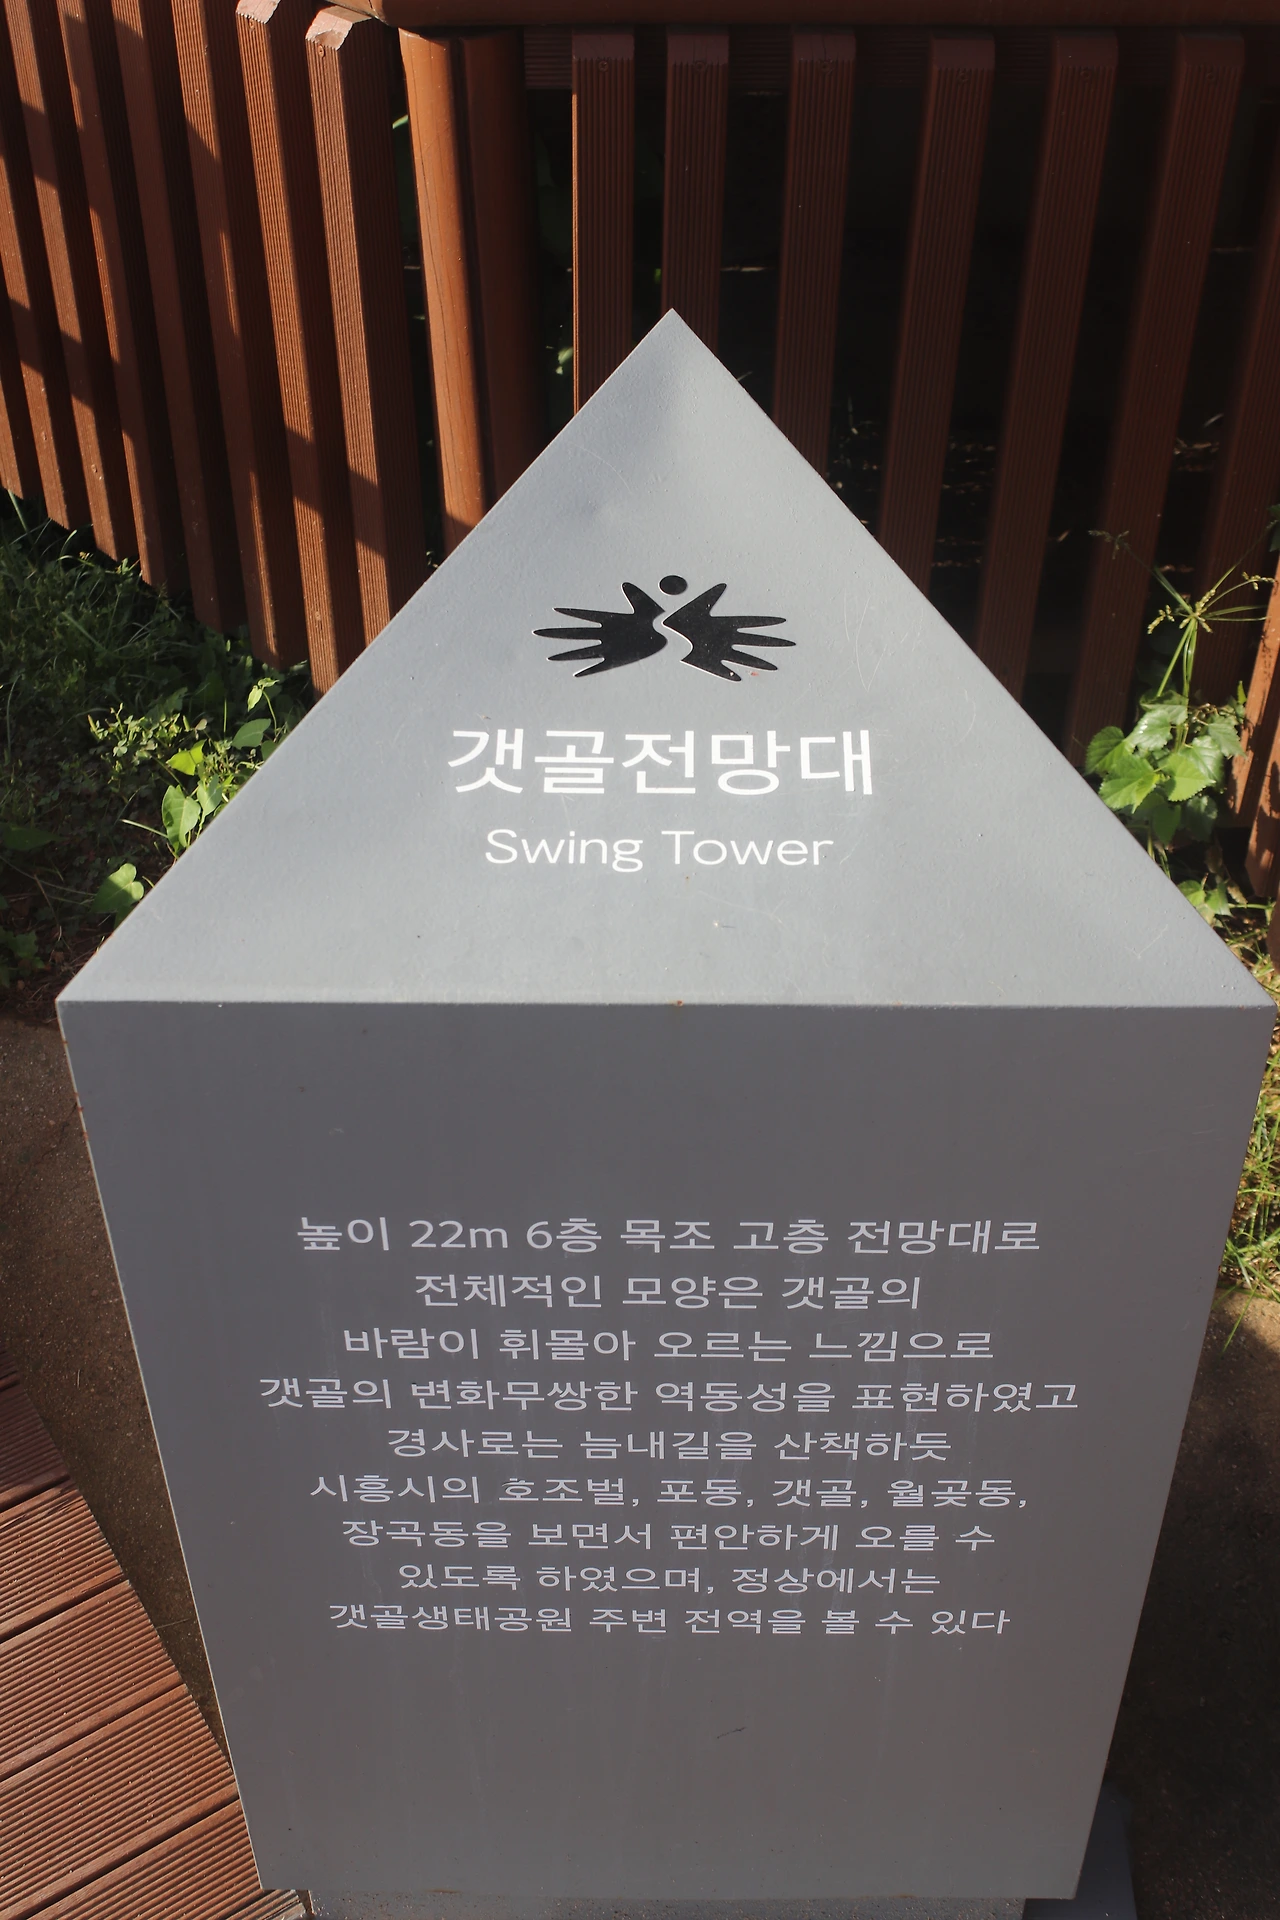 갯골전망대
Swing Tower
높이 22m 6층 목조 고층 전망대로
전체적인 모양은 갯골의
바람이 휘몰아 오르는 느낌으로
갯골의 변화무쌍한 역동성을 표현하였고
경사로는 늠내길을 산책하듯
시흥시의 호조벌, 포동, 갯골, 월곶동,
장곡동을 보면서 편안하게 오를 수
있도록 하였으며, 정상에서는
갯골생태공원 주변 전역을 볼 수 있다